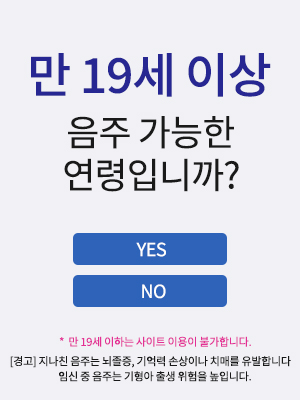 만 19세 이상
음주 가능한
연령입니까?
YES
NO
* 만 19세 이하는 사이트 이용이 불가합니다.
[경고] 지나친 음주는 뇌졸중, 기억력 손상이나 치매를 유발합니다
임신 중 음주는 기형아 출생 위험을 높입니다.